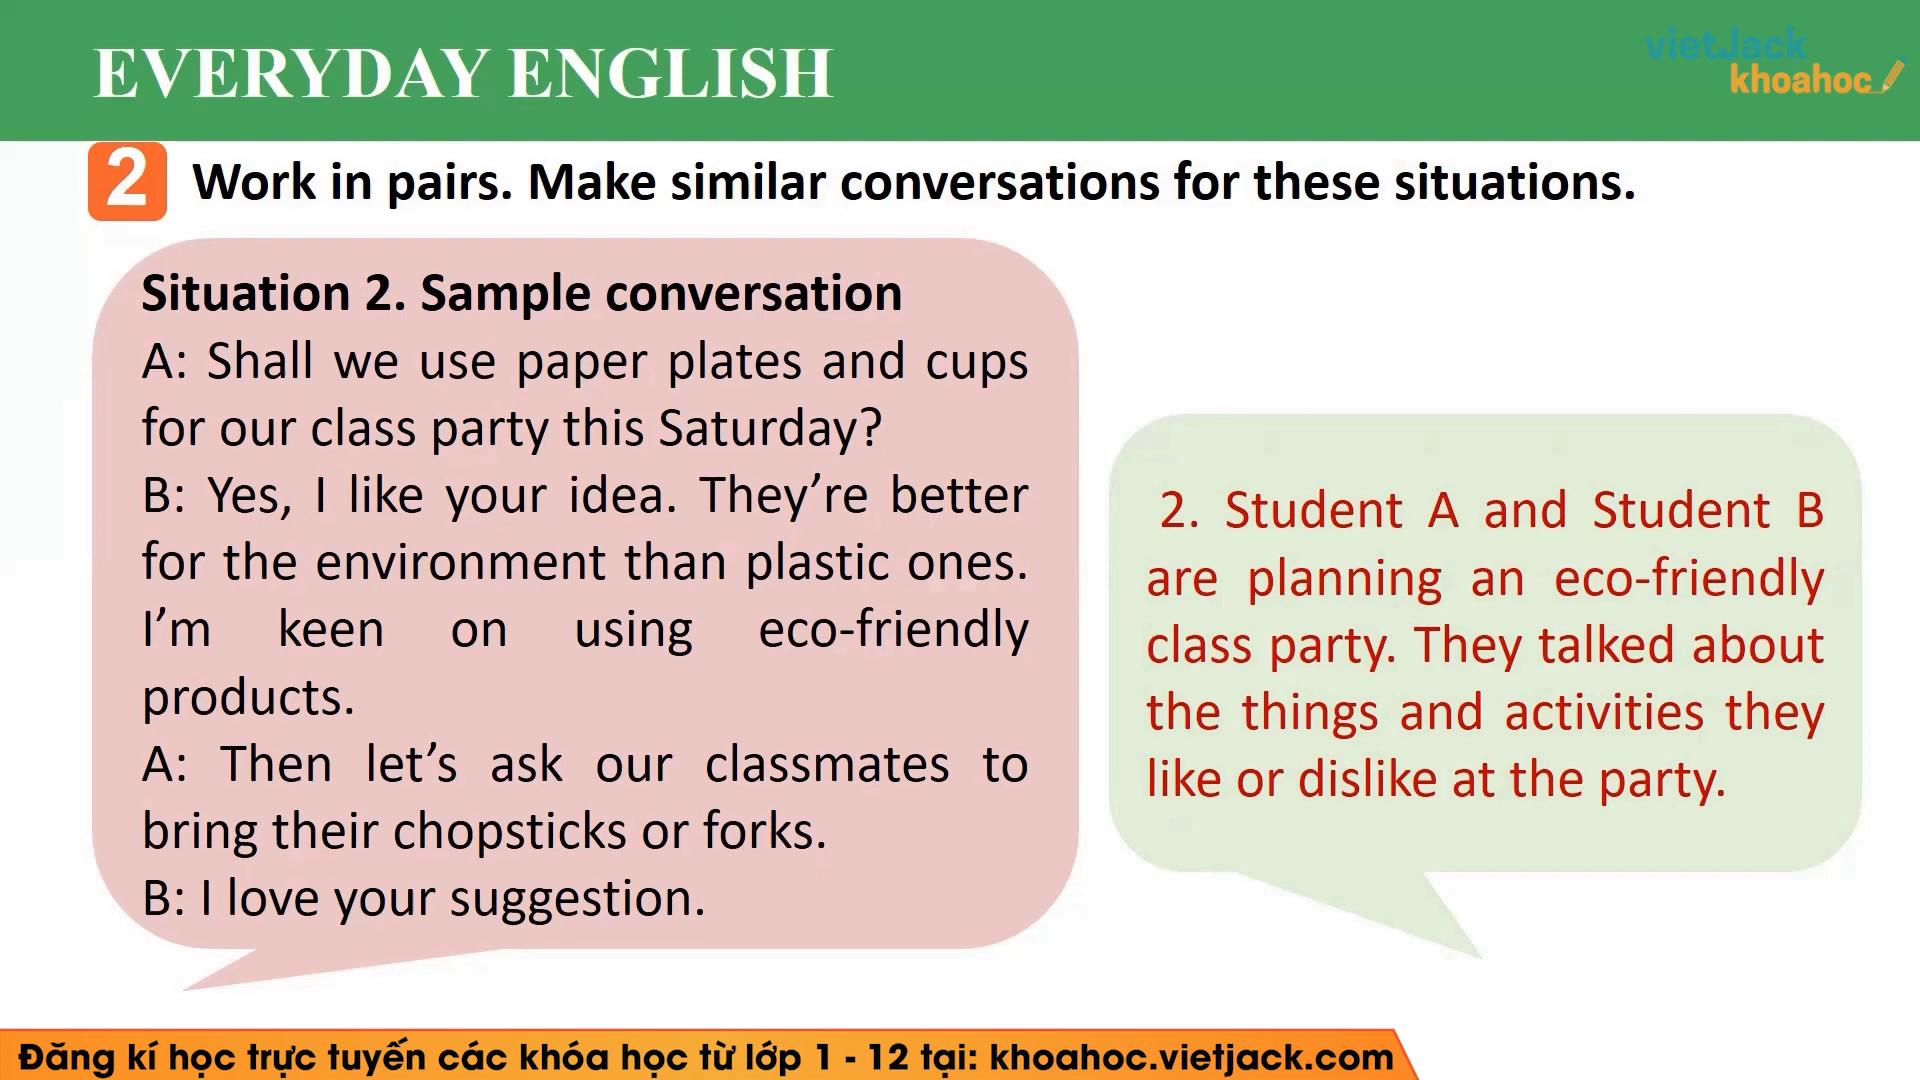 EVERYDAY ENGLISH
vietJack
khoahoc
2 Work in pairs. Make similar conversations for these situations.
Situation 2. Sample conversation
A: Shall we use paper plates and cups
for our class party this Saturday?
B: Yes, I like your idea. They’re better
for the environment than plastic ones.
I’m keen on using eco-friendly
products.
A: Then let’s ask our classmates to
bring their chopsticks or forks.
B: I love your suggestion.
2. Student A and Student B
are planning an eco-friendly
class party. They talked about
the things and activities they
like or dislike at the party.
Đăng kí học trực tuyến các khóa học từ lớp 1 - 12 tại: khoahoc.vietjack.com